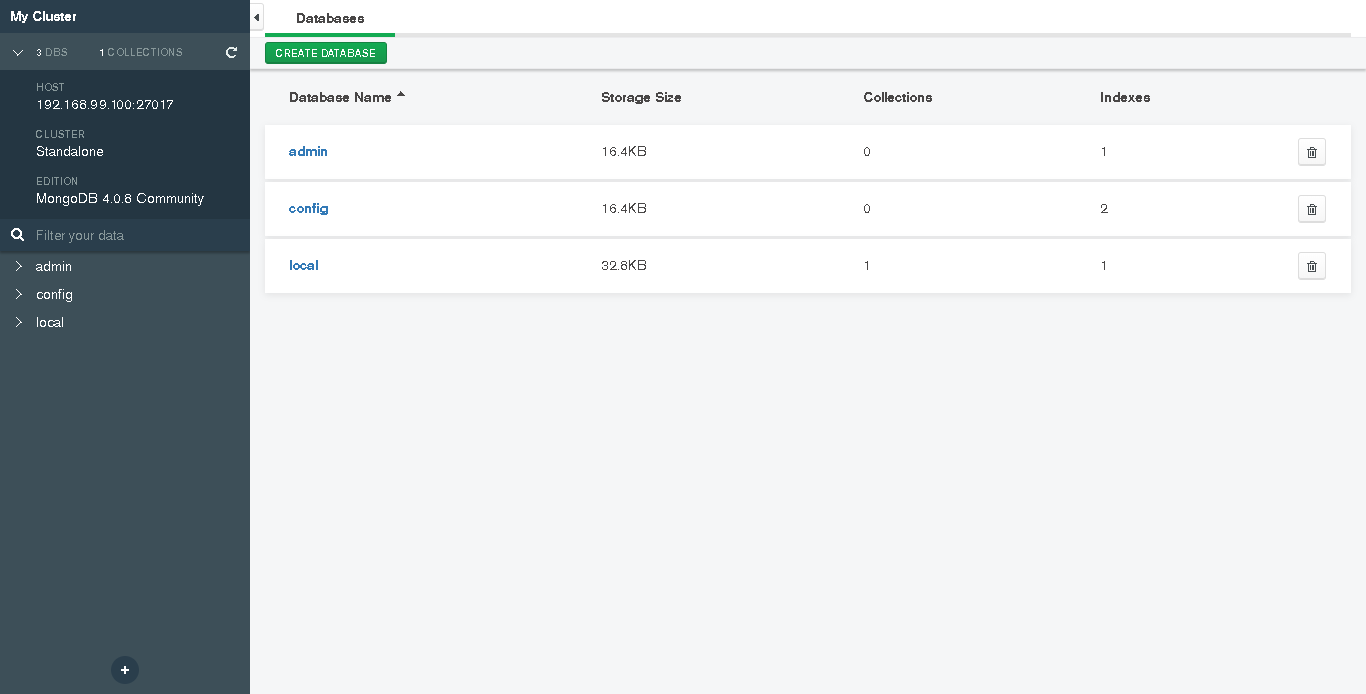 My Cluster
3 DBS 1 COLLECTIONS
HOST
192.168.99.100:27017
CLUSTER
Standalone
EDITION
MongoDB 4.0.8 Community
Filter your data
admin
config
local
Databases
CREATE DATABASE
Database Name Storage Size Collections Indexes
admin 16.4KB 0 1
config 16.4KB 0 2
local 32.8KB 1 1